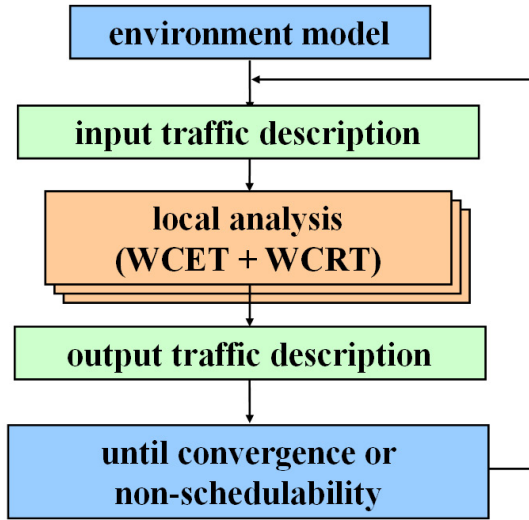 environment model
input traffic description
local analysis
(WCET + WCRT)
output traffic description
until convergence or
non-schedulability